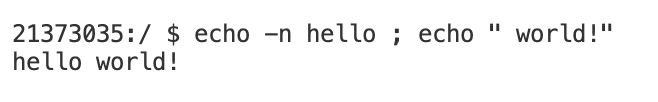 21373035:/ $ echo -n hello ; echo " world!"
hello world!